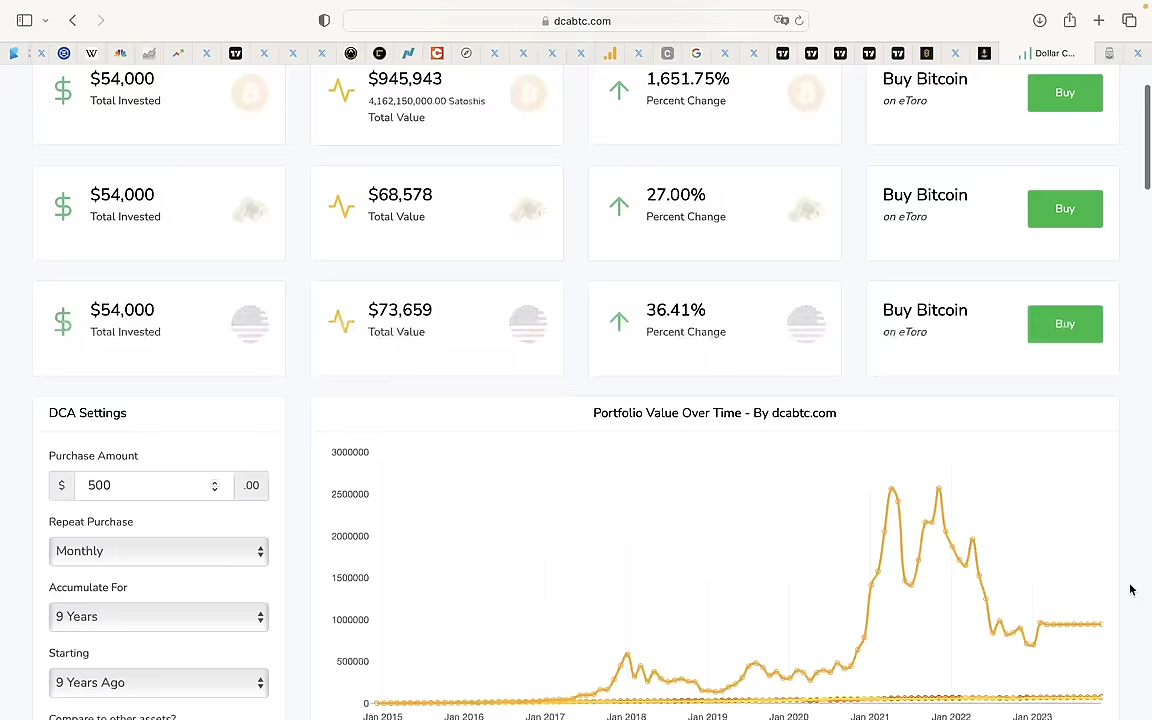 dcabtc.com
Dollar C...
$54,000
Total Invested
$945,943
4,162,150,000.00 Satoshis
Total Value
1,651.75%
Percent Change
Buy Bitcoin
on eToro
Buy
$54,000
Total Invested
$68,578
Total Value
27.00%
Percent Change
Buy Bitcoin
on eToro
Buy
$54,000
Total Invested
$73,659
Total Value
36.41%
Percent Change
Buy Bitcoin
on eToro
Buy
DCA Settings
Purchase Amount
$ 500 .00
Repeat Purchase
Monthly
Accumulate For
9 Years
Starting
9 Years Ago
Compare to other assets?
Portfolio Value Over Time - By dcabtc.com
3000000
2500000
2000000
1500000
1000000
500000
0
Jan 2015 Jan 2016 Jan 2017 Jan 2018 Jan 2019 Jan 2020 Jan 2021 Jan 2022 Jan 2023